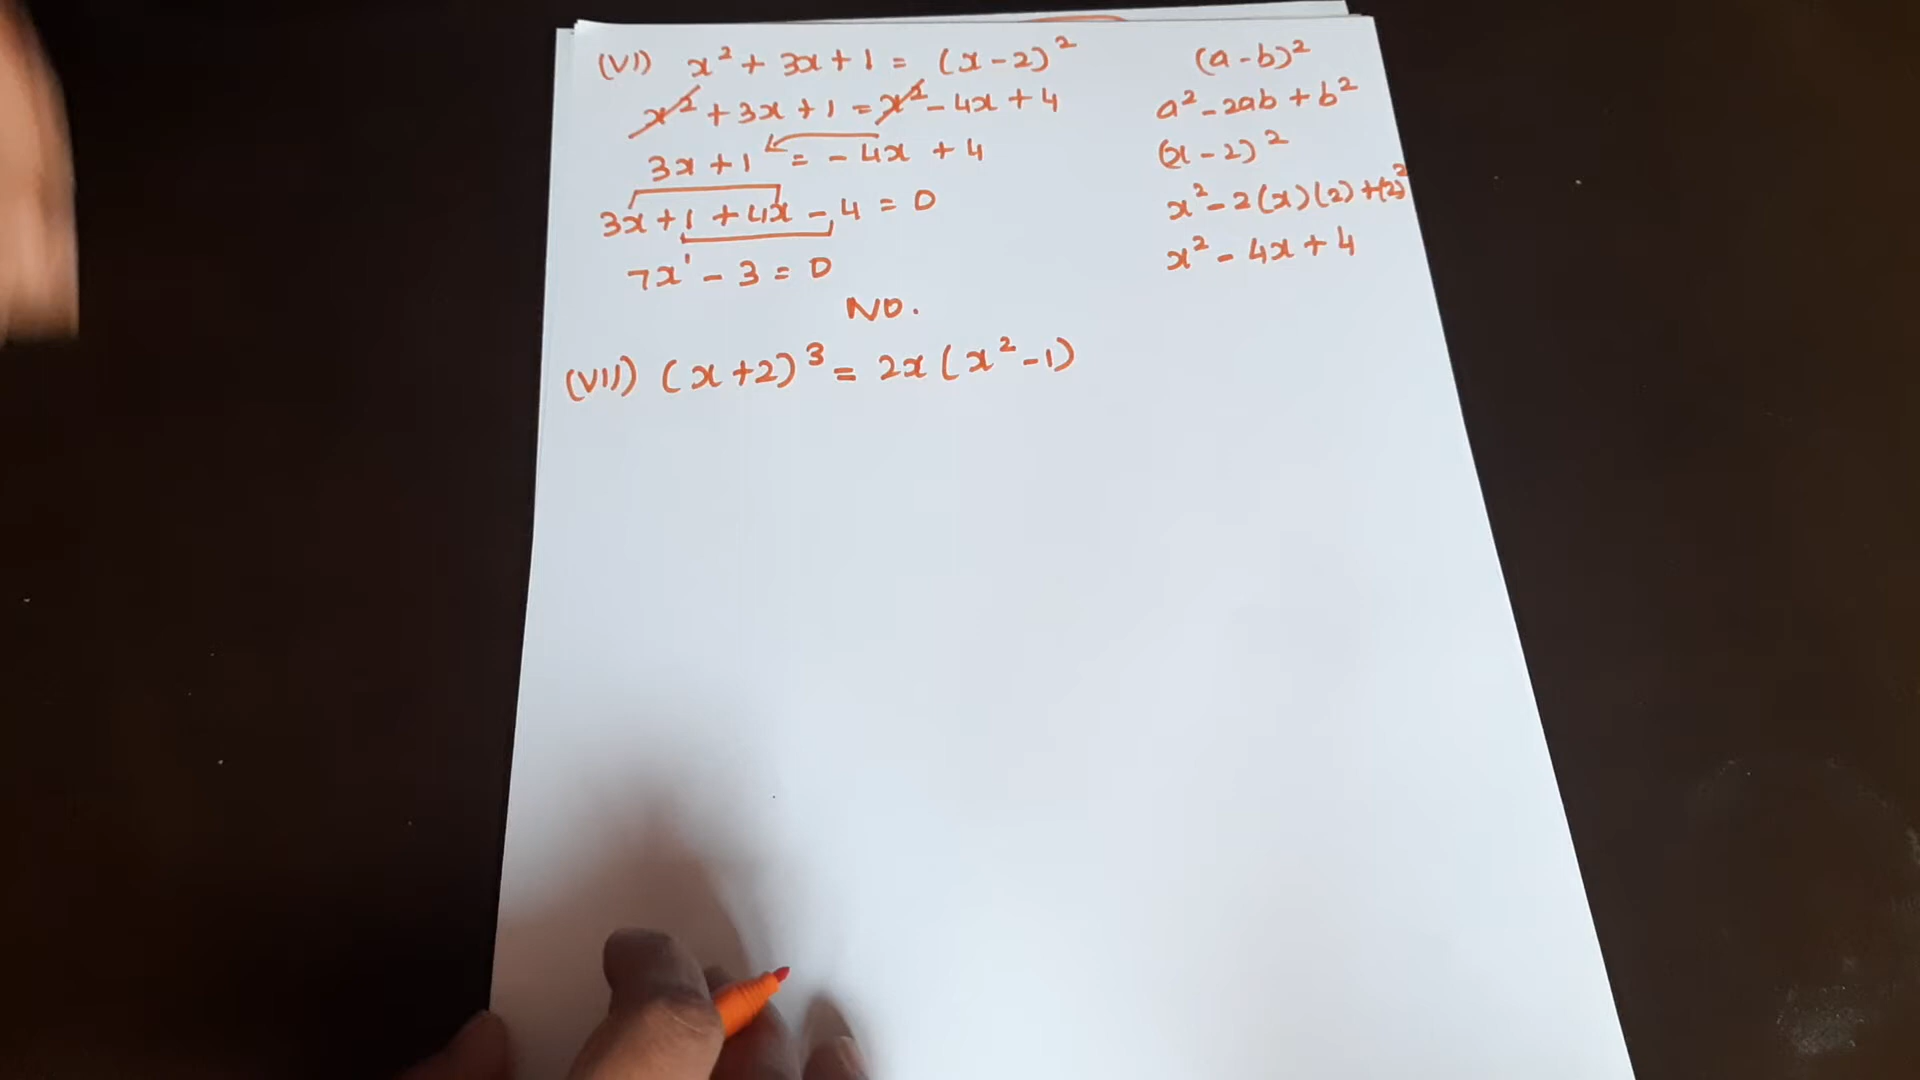 (VI) x² + 3x + 1 = (x - 2)²
x² + 3x + 1 = x² - 4x + 4
3x + 1 = - 4x + 4
3x + 1 + 4x - 4 = 0
7x¹ - 3 = 0
NO.
(VII) (x + 2)³ = 2x (x² - 1)
(a - b)²
a² - 2ab + b²
(x - 2)²
x² - 2(x)(2) + (2)²
x² - 4x + 4